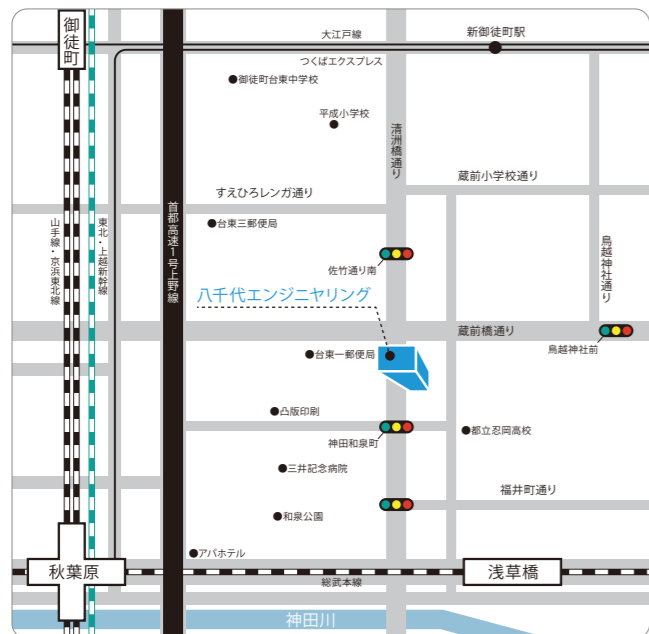 御徒町
大江戸線
新御徒町駅
つくばエクスプレス
御徒町台東中学校
平成小学校
清洲橋通り
蔵前小学校通り
すえひろレンガ通り
首都高速1号上野線
台東三郵便局
山手線・京浜東北線
東北・上越新幹線
鳥越神社通り
佐竹通り南
八千代エンジニヤリング
蔵前橋通り
鳥越神社前
台東一郵便局
凸版印刷
神田和泉町
都立忍岡高校
三井記念病院
福井町通り
和泉公園
アパホテル
秋葉原
浅草橋
総武本線
神田川